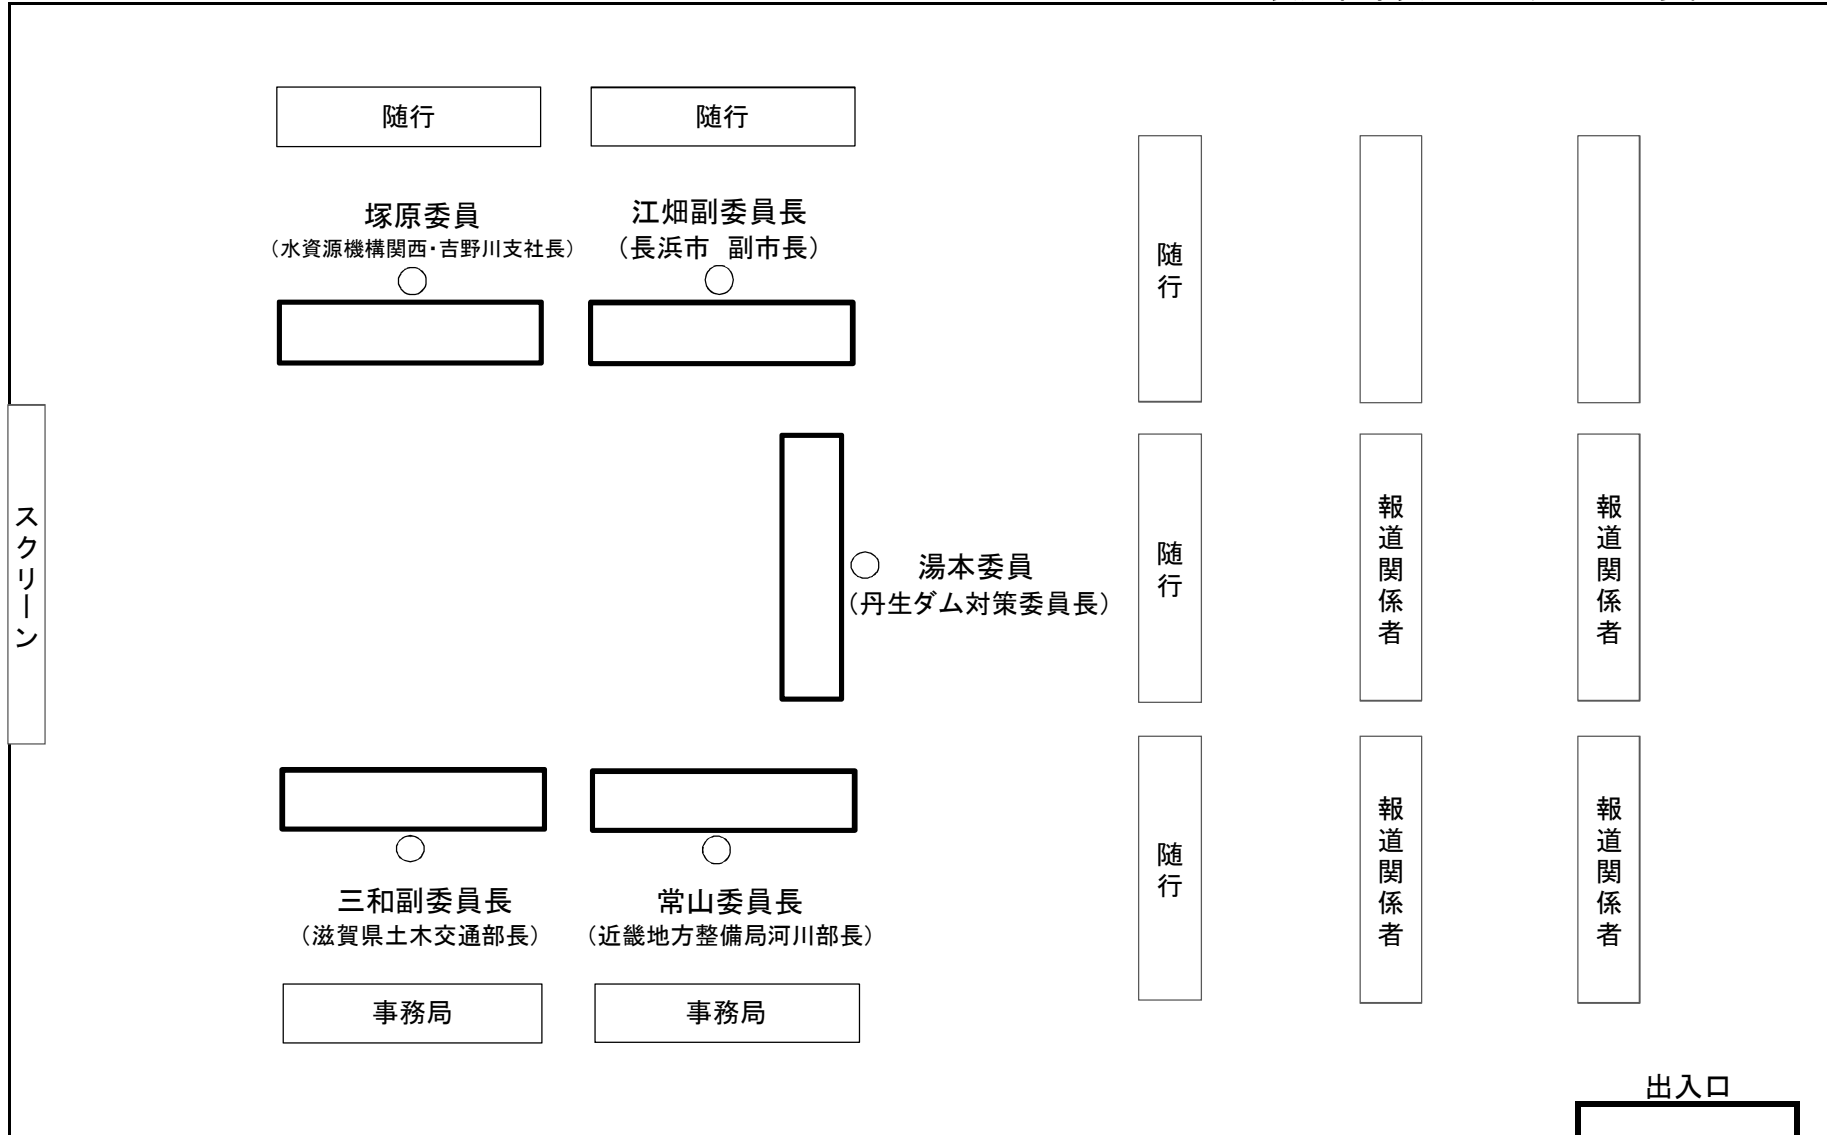 随行
随行
塚原委員
（水資源機構関西・吉野川支社長）
江畑副委員長
（長浜市　副市長）
随行
スクリーン
湯本委員
（丹生ダム対策委員長）
随行
報道関係者
報道関係者
三和副委員長
（滋賀県土木交通部長）
常山委員長
（近畿地方整備局河川部長）
随行
報道関係者
報道関係者
事務局
事務局
出入口